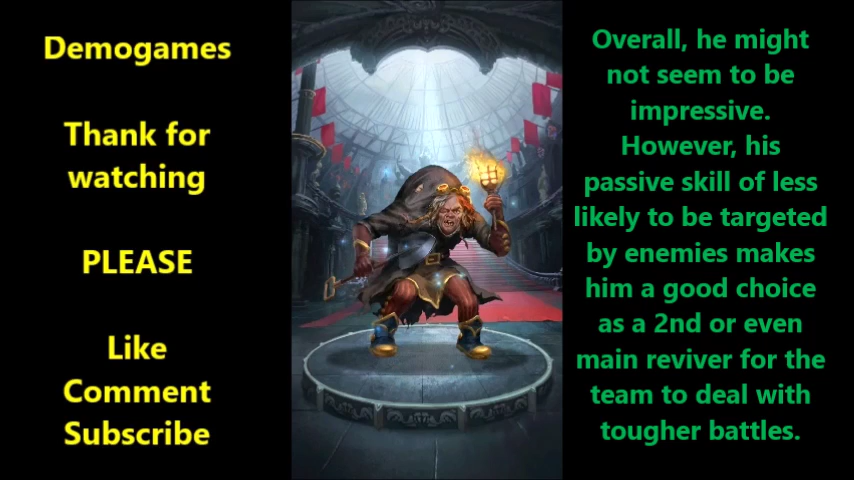 Demogames
Thank for
watching
PLEASE
Like
Comment
Subscribe
Overall, he might
not seem to be
impressive.
However, his
passive skill of less
likely to be targeted
by enemies makes
him a good choice
as a 2nd or even
main reviver for the
team to deal with
tougher battles.